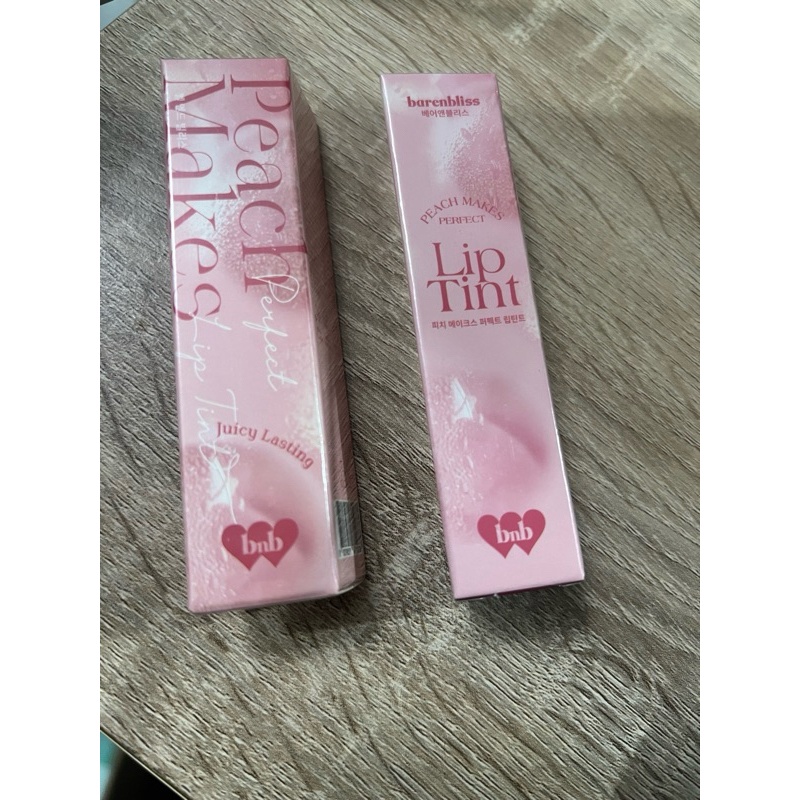 Peach
Makes
Perfect
Lip Tint
Juicy Lasting
bnb
barenbliss
베어앤블리스
PEACH MAKES
PERFECT
Lip
Tint
피치 메이크스 퍼펙트 립틴트
bnb